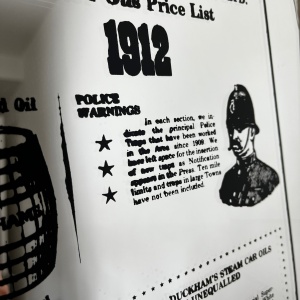 Oils Price List
1912
d Oil
POLICE
WARNINGS
In each section, we in-
dicate the principal Police
Traps that have been worked
in the Area since 1909. We
have left space for the insertion
of new traps as Notification
appears in the Press. Ten mile
limits and traps in large Towns
have not been included.
DUCKHAM'S STEAM CAR OILS
UNEQUALLED